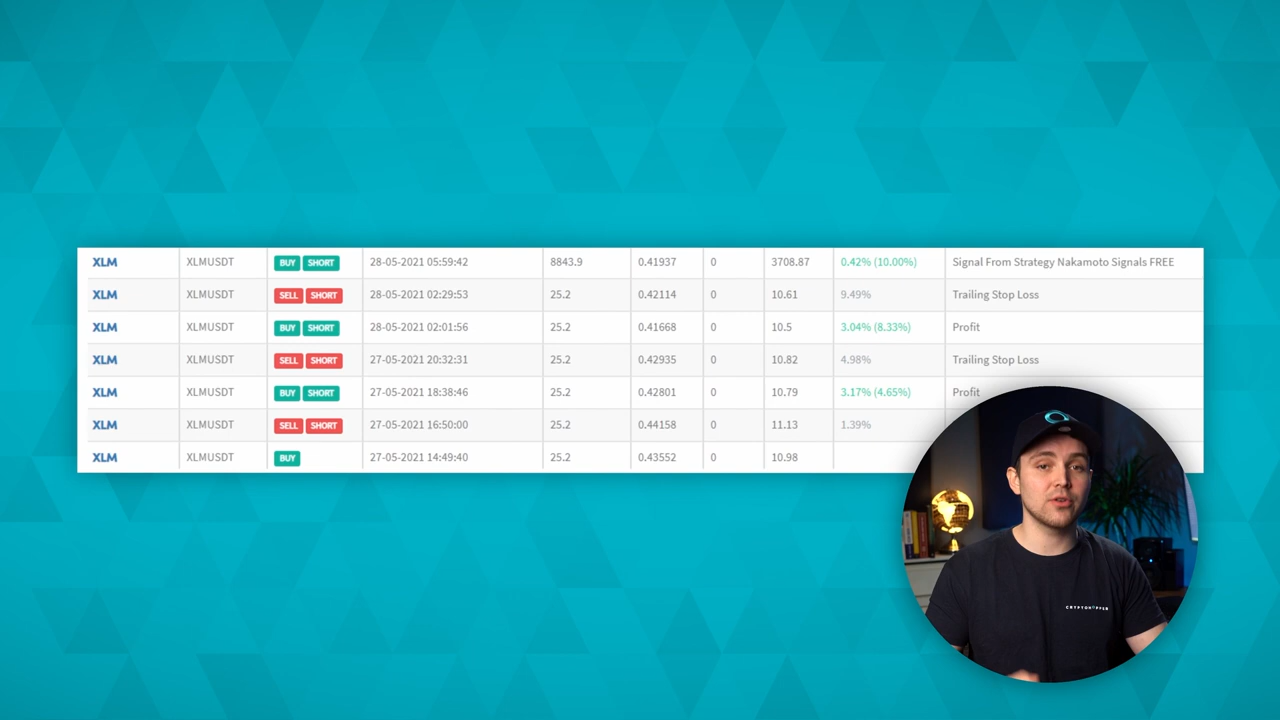 XLM XLMUSDT BUY SHORT 28-05-2021 05:59:42 8843.9 0.41937 0 3708.87 0.42% (10.00%) Signal From Strategy Nakamoto Signals FREE
XLM XLMUSDT SELL SHORT 28-05-2021 02:29:53 25.2 0.42114 0 10.61 9.49% Trailing Stop Loss
XLM XLMUSDT BUY SHORT 28-05-2021 02:01:56 25.2 0.41668 0 10.5 3.04% (8.33%) Profit
XLM XLMUSDT SELL SHORT 27-05-2021 20:32:31 25.2 0.42935 0 10.82 4.98% Trailing Stop Loss
XLM XLMUSDT BUY SHORT 27-05-2021 18:38:46 25.2 0.42801 0 10.79 3.17% (4.65%) Profit
XLM XLMUSDT SELL SHORT 27-05-2021 16:50:00 25.2 0.44158 0 11.13 1.39%
XLM XLMUSDT BUY 27-05-2021 14:49:40 25.2 0.43552 0 10.98
CRYPTOHOPPER